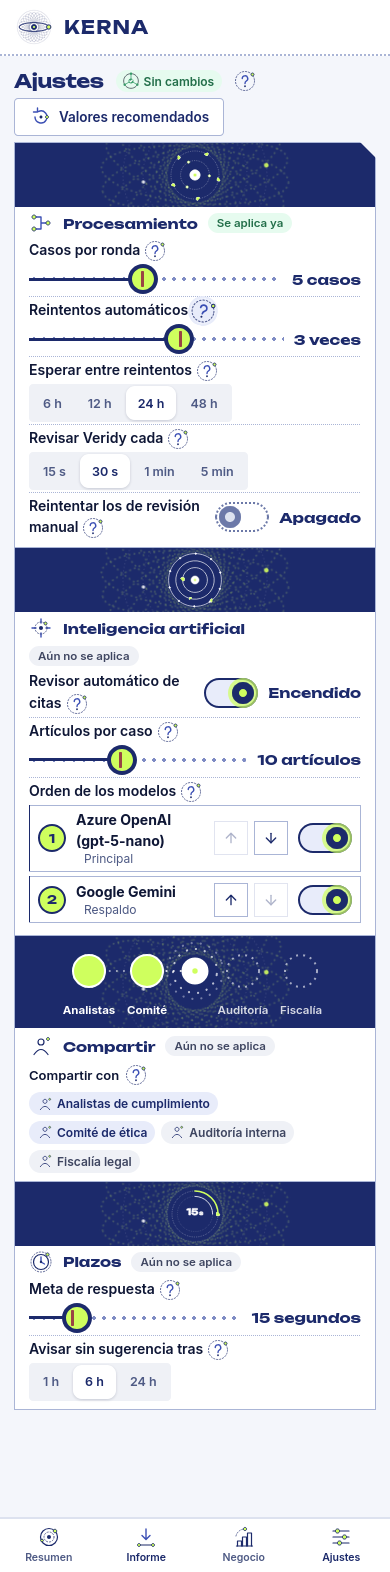 KERNA
Ajustes Sin cambios ?
Valores recomendados
Procesamiento Se aplica ya
Casos por ronda ?
5 casos
Reintentos automáticos ?
3 veces
Esperar entre reintentos ?
6 h 12 h 24 h 48 h
Revisar Veridy cada ?
15 s 30 s 1 min 5 min
Reintentar los de revisión
manual ? Apagado
Inteligencia artificial
Aún no se aplica
Revisor automático de
citas ? Encendido
Artículos por caso ?
10 artículos
Orden de los modelos ?
1 Azure OpenAI
(gpt-5-nano)
Principal
2 Google Gemini
Respaldo
Analistas Comité Auditoría Fiscalía
Compartir Aún no se aplica
Compartir con ?
Analistas de cumplimiento
Comité de ética Auditoría interna
Fiscalía legal
15s
Plazos Aún no se aplica
Meta de respuesta ?
15 segundos
Avisar sin sugerencia tras ?
1 h 6 h 24 h
Resumen Informe Negocio Ajustes